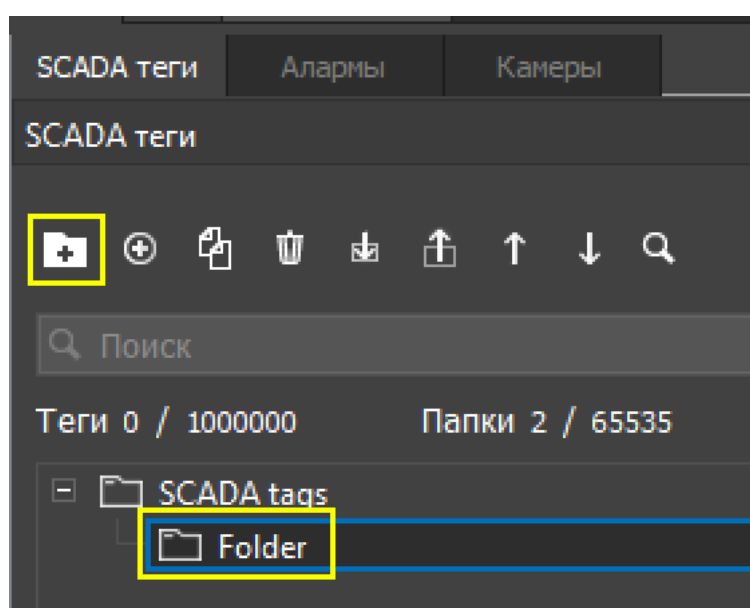 SCADA теги Алармы Камеры
SCADA теги
Поиск
Теги 0 / 1000000 Папки 2 / 65535
SCADA tags
Folder